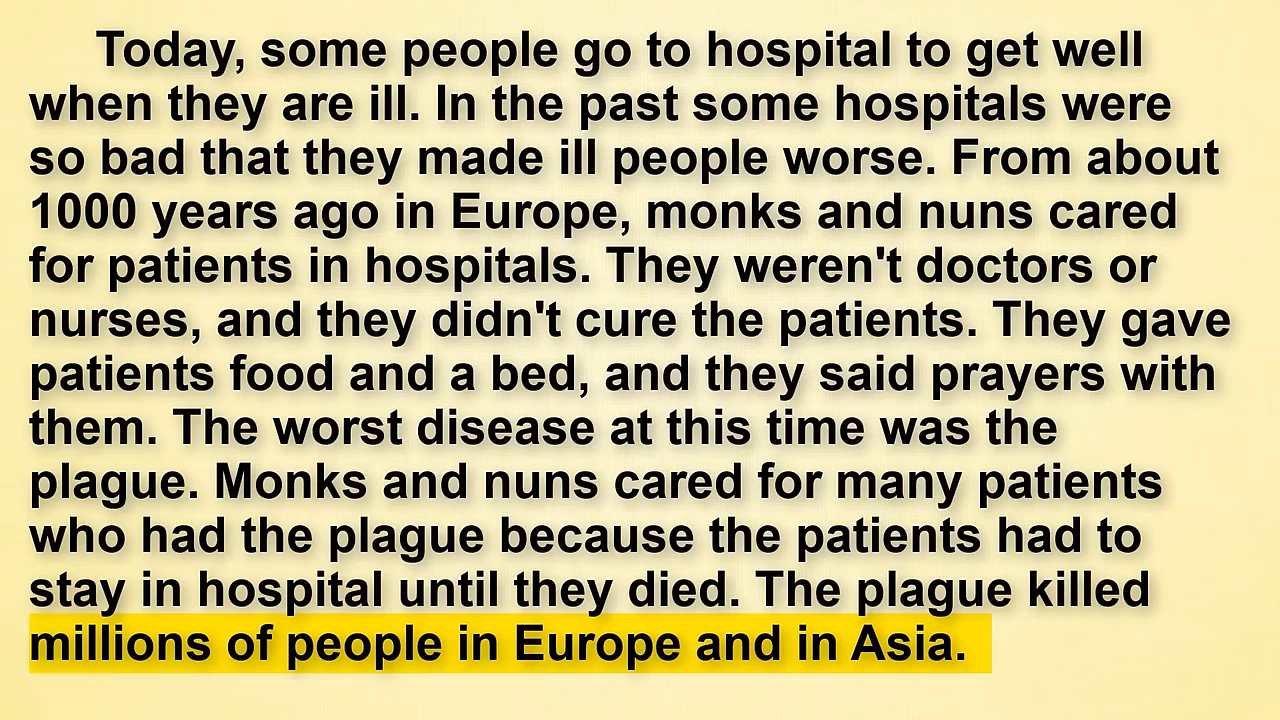 Today, some people go to hospital to get well
when they are ill. In the past some hospitals were
so bad that they made ill people worse. From about
1000 years ago in Europe, monks and nuns cared
for patients in hospitals. They weren't doctors or
nurses, and they didn't cure the patients. They gave
patients food and a bed, and they said prayers with
them. The worst disease at this time was the
plague. Monks and nuns cared for many patients
who had the plague because the patients had to
stay in hospital until they died. The plague killed
millions of people in Europe and in Asia.